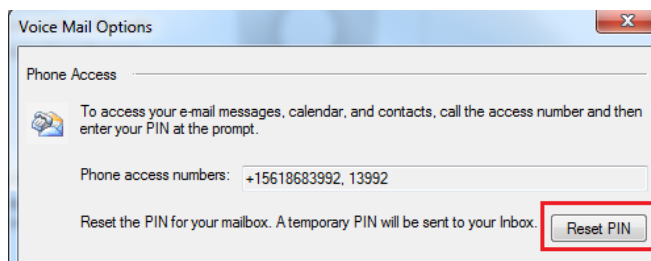 Voice Mail Options
Phone Access
To access your e-mail messages, calendar, and contacts, call the access number and then
enter your PIN at the prompt.
Phone access numbers: +15618683992, 13992
Reset the PIN for your mailbox. A temporary PIN will be sent to your Inbox. Reset PIN